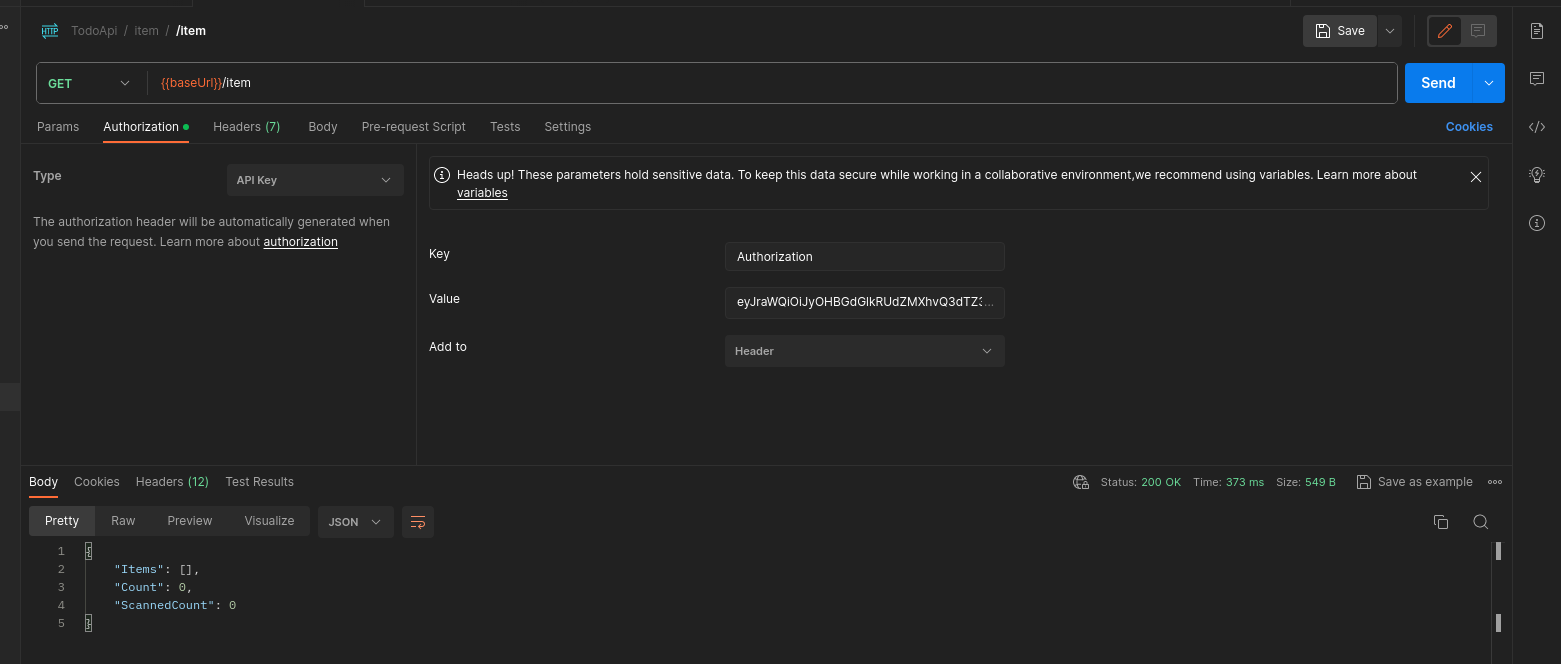 HTTP TodoApi / item / /item
Save
GET {{baseUrl}}/item
Send
Params Authorization Headers (7) Body Pre-request Script Tests Settings Cookies
Type API Key
The authorization header will be automatically generated when
you send the request. Learn more about authorization
Heads up! These parameters hold sensitive data. To keep this data secure while working in a collaborative environment,we recommend using variables. Learn more about
variables
Key Authorization
Value eyJraWQiOiJyOHBGdGlkRUdZMXhvQ3dTZ3...
Add to Header
Body Cookies Headers (12) Test Results Status: 200 OK Time: 373 ms Size: 549 B Save as example
Pretty Raw Preview Visualize JSON
1 {
2 "Items": [],
3 "Count": 0,
4 "ScannedCount": 0
5 }